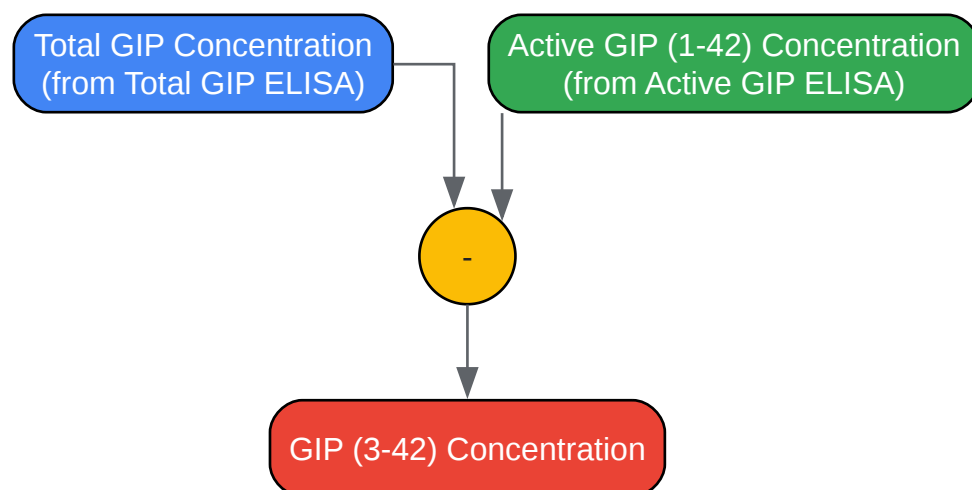 Total GIP Concentration
(from Total GIP ELISA)
Active GIP (1-42) Concentration
(from Active GIP ELISA)
-
GIP (3-42) Concentration